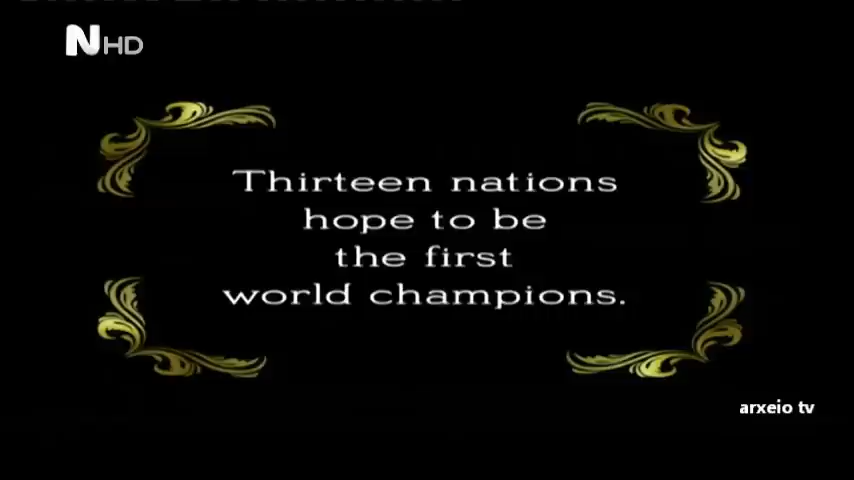 NHD
Thirteen nations
hope to be
the first
world champions.
arxeio tv